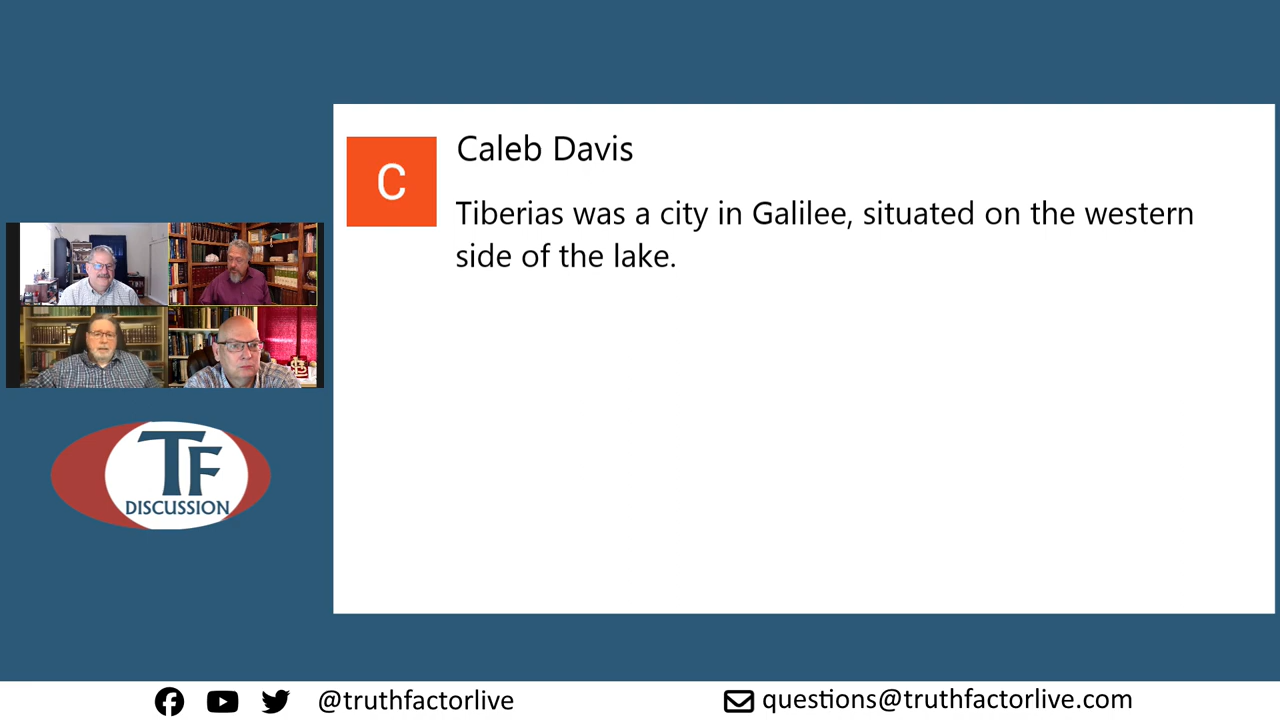 C
Caleb Davis
Tiberias was a city in Galilee, situated on the western
side of the lake.
TF
DISCUSSION
@truthfactorlive
questions@truthfactorlive.com